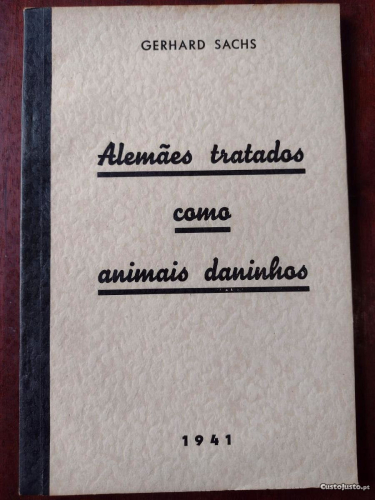 GERHARD SACHS
Alemães tratados
como
animais daninhos
1941
CustoJusto.pt